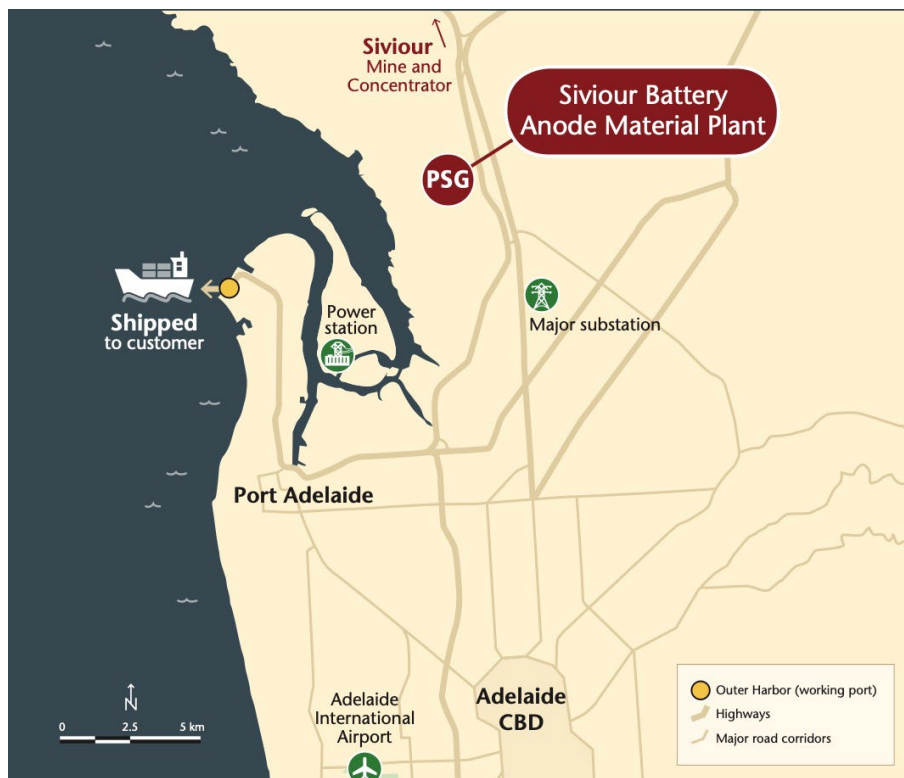 Siviour
Mine and
Concentrator
Siviour Battery
Anode Material Plant
PSG
Shipped
to customer
Power
station
Major substation
Port Adelaide
Adelaide
International
Airport
Adelaide
CBD
N
0 2.5 5 km
Outer Harbor (working port)
Highways
Major road corridors